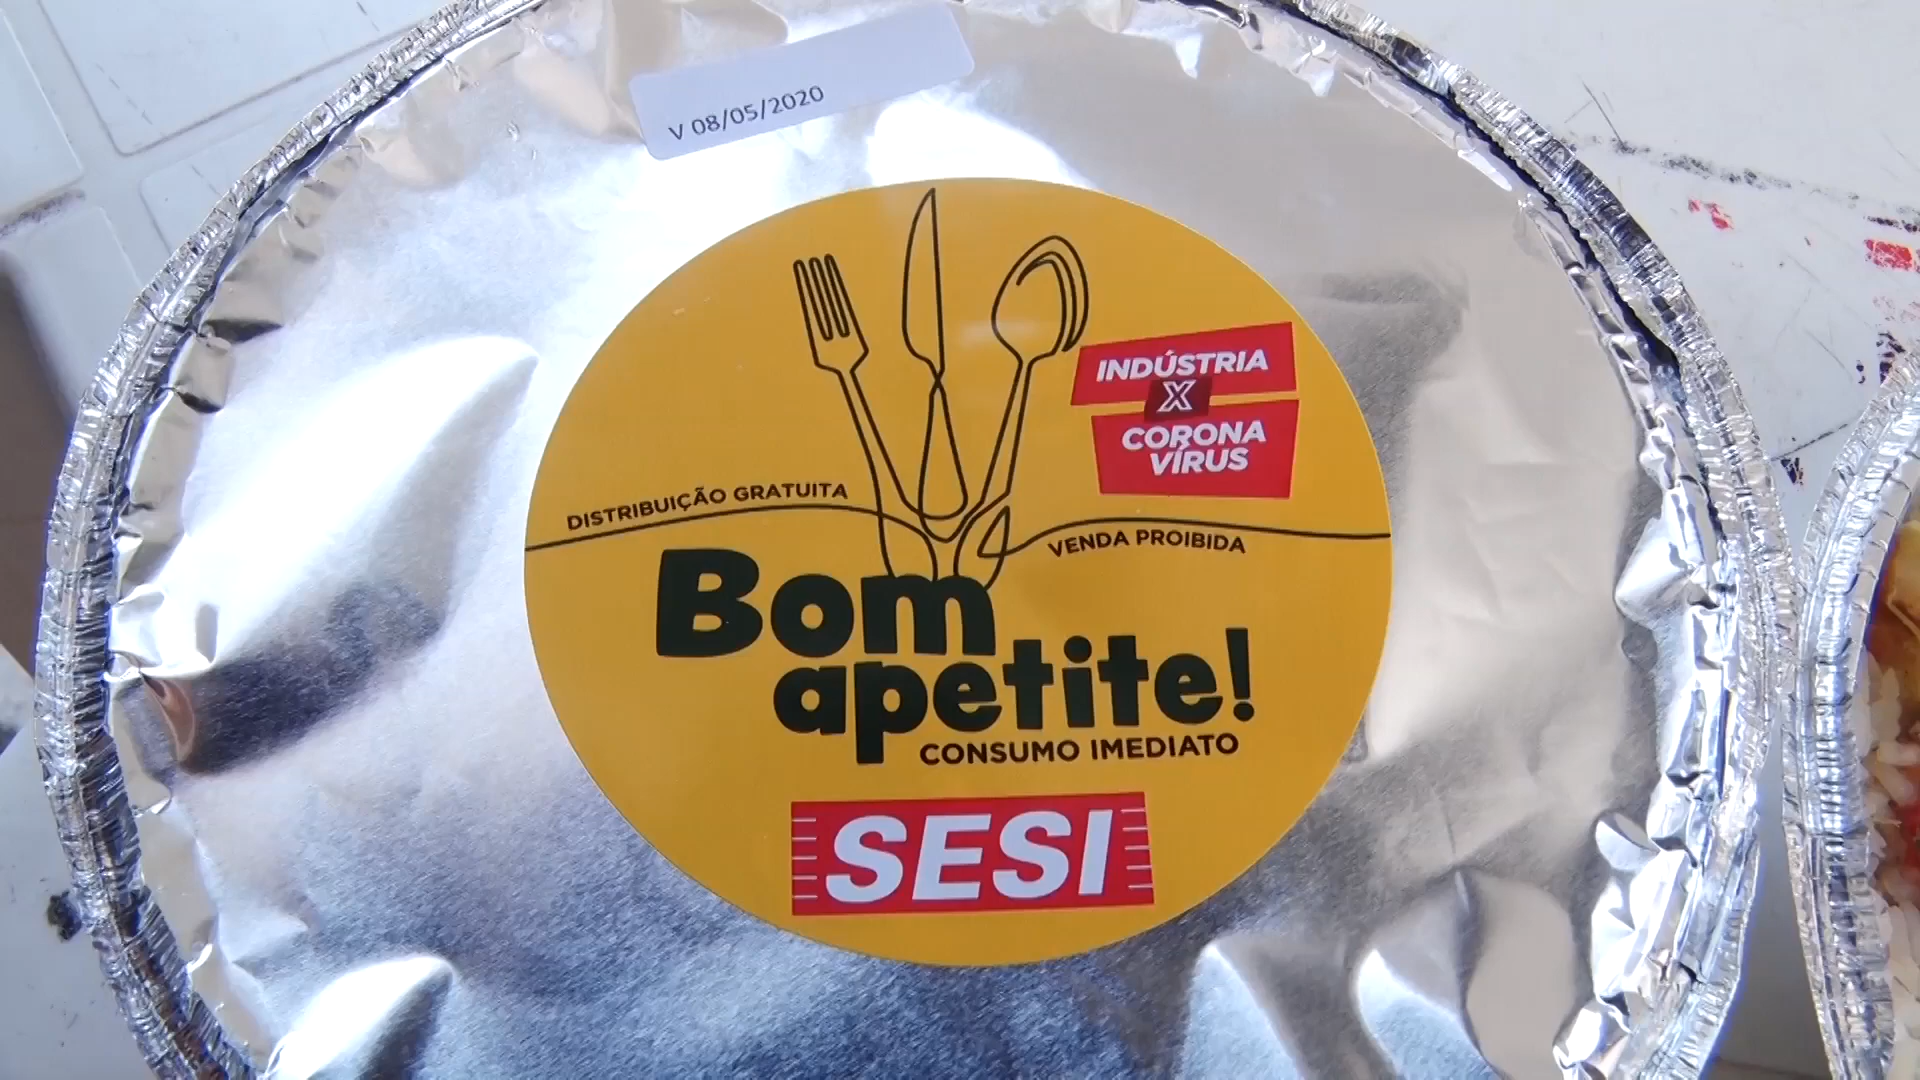 V 08/05/2020
INDÚSTRIA
X
CORONA
VÍRUS
DISTRIBUIÇÃO GRATUITA
VENDA PROIBIDA
Bom
apetite!
CONSUMO IMEDIATO
SESI